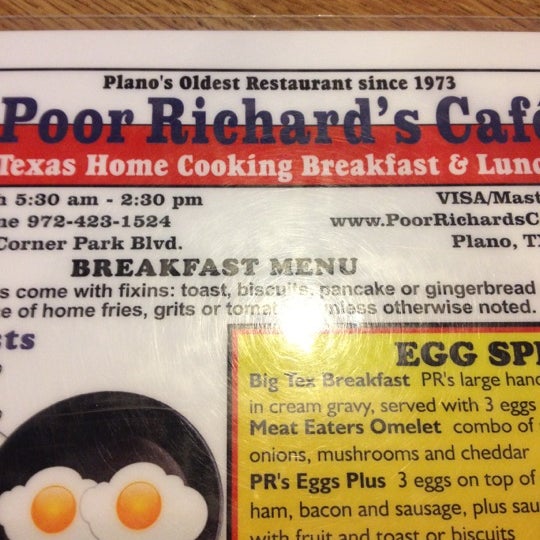 Plano's Oldest Restaurant since 1973
Poor Richard's Café
Texas Home Cooking Breakfast & Lunc
5:30 am - 2:30 pm
VISA/Mast
ne 972-423-1524
www.PoorRichardsC
Corner Park Blvd.
Plano, T
BREAKFAST MENU
s come with fixins: toast, biscuits, pancake or gingerbread
ce of home fries, grits or unless otherwise noted.
ts
EGG SPE
Big Tex Breakfast PR's large hand
in cream gravy, served with 3 eggs
Meat Eaters Omelet combo of
onions, mushrooms and cheddar
PR's Eggs Plus 3 eggs on top of
ham, bacon and sausage, plus sau
with fruit and toast or biscuits